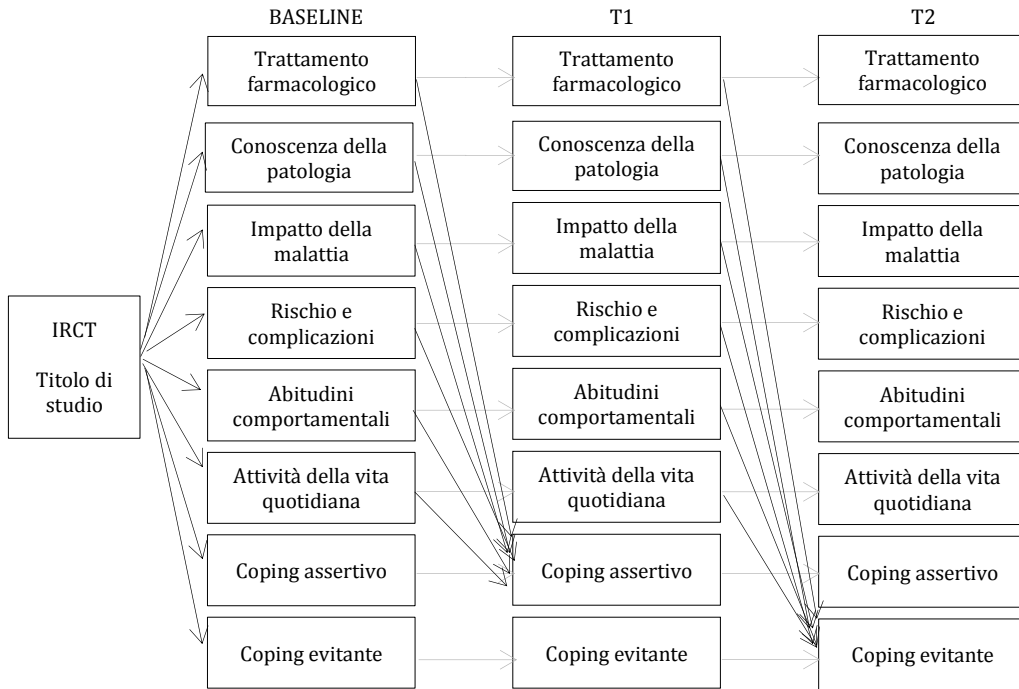 BASELINE
T1
T2
IRCT
Titolo di
studio
Trattamento
farmacologico
Conoscenza della
patologia
Impatto della
malattia
Rischio e
complicazioni
Abitudini
comportamentali
Attività della vita
quotidiana
Coping assertivo
Coping evitante
Trattamento
farmacologico
Conoscenza della
patologia
Impatto della
malattia
Rischio e
complicazioni
Abitudini
comportamentali
Attività della vita
quotidiana
Coping assertivo
Coping evitante
Trattamento
farmacologico
Conoscenza della
patologia
Impatto della
malattia
Rischio e
complicazioni
Abitudini
comportamentali
Attività della vita
quotidiana
Coping assertivo
Coping evitante